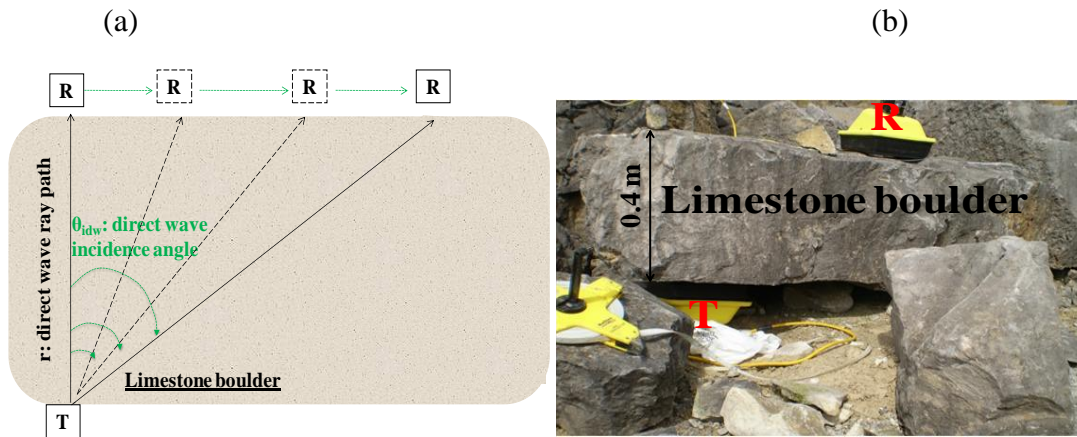 (a)
R R R R
r: direct wave ray path
θidw: direct wave
incidence angle
Limestone boulder
T
(b)
R
0.4 m
Limestone boulder
T